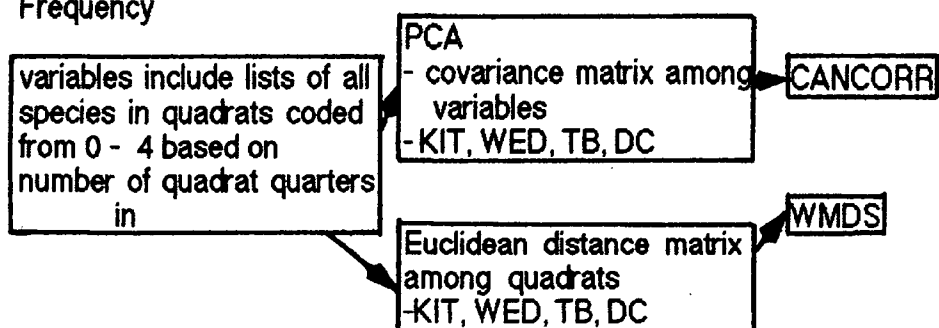 Frequency
variables include lists of all
species in quadrats coded
from 0 - 4 based on
number of quadrat quarters
in
PCA
- covariance matrix among
variables
-KIT, WED, TB, DC
CANCORR
Euclidean distance matrix
among quadrats
-KIT, WED, TB, DC
WMDS